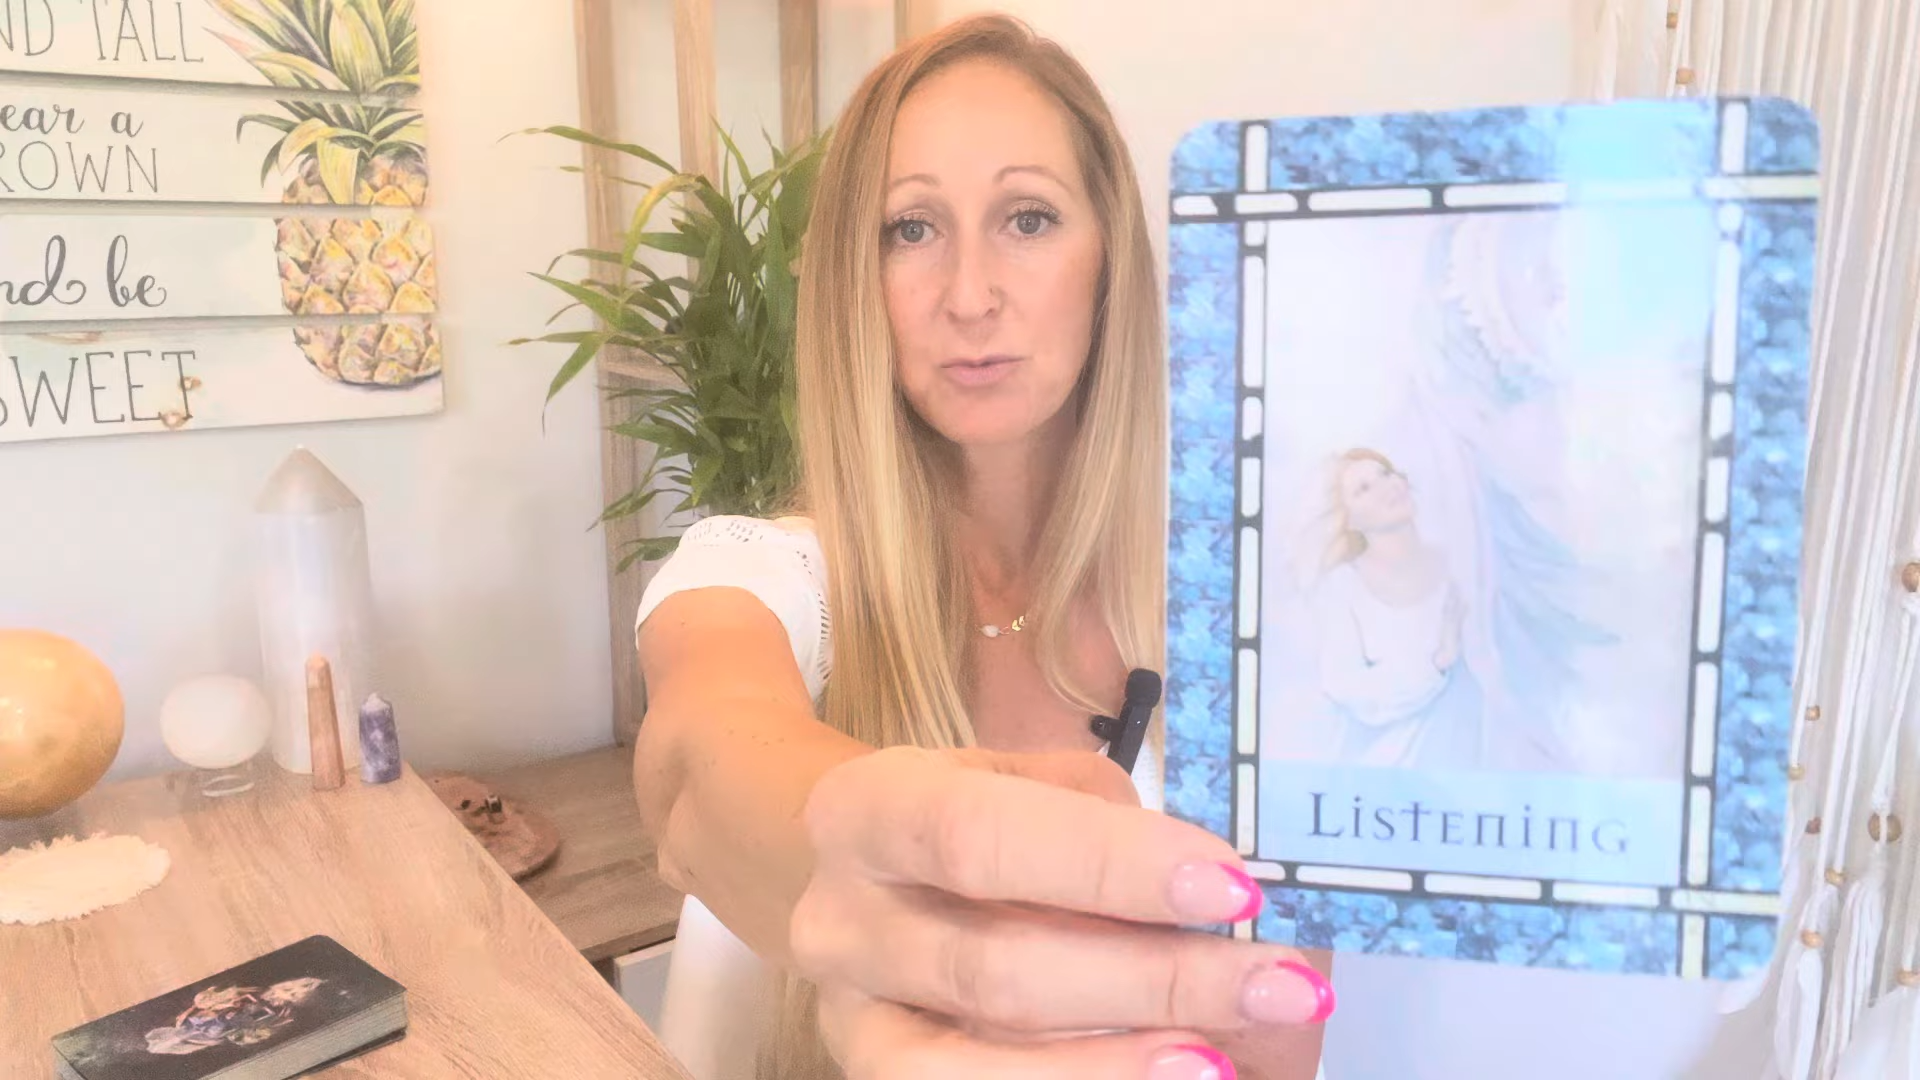 ND TALL
ear a
ROWN
nd be
SWEET
Listening